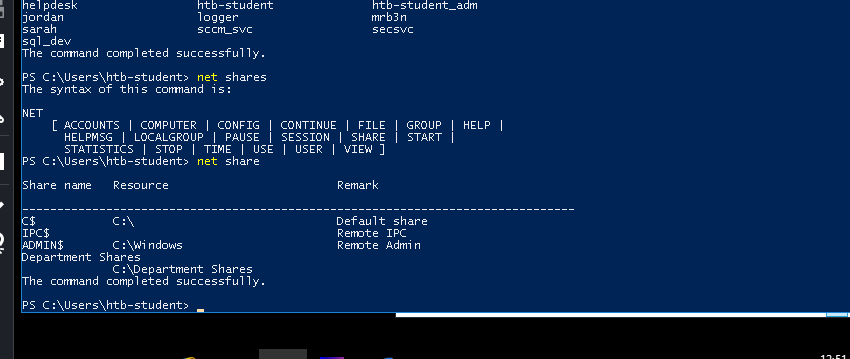 helpdesk                 htb-student              htb-student_adm
jordan                   logger                   mrb3n
sarah                    sccm_svc                 secsvc
sql_dev
The command completed successfully.
PS C:\Users\htb-student> net shares
The syntax of this command is:
NET
    [ ACCOUNTS | COMPUTER | CONFIG | CONTINUE | FILE | GROUP | HELP |
      HELPMSG | LOCALGROUP | PAUSE | SESSION | SHARE | START |
      STATISTICS | STOP | TIME | USE | USER | VIEW ]
PS C:\Users\htb-student> net share
Share name   Resource                        Remark
-------------------------------------------------------------------------------
C$           C:\                             Default share
IPC$                                         Remote IPC
ADMIN$       C:\Windows                      Remote Admin
Department Shares
             C:\Department Shares
The command completed successfully.
PS C:\Users\htb-student> _